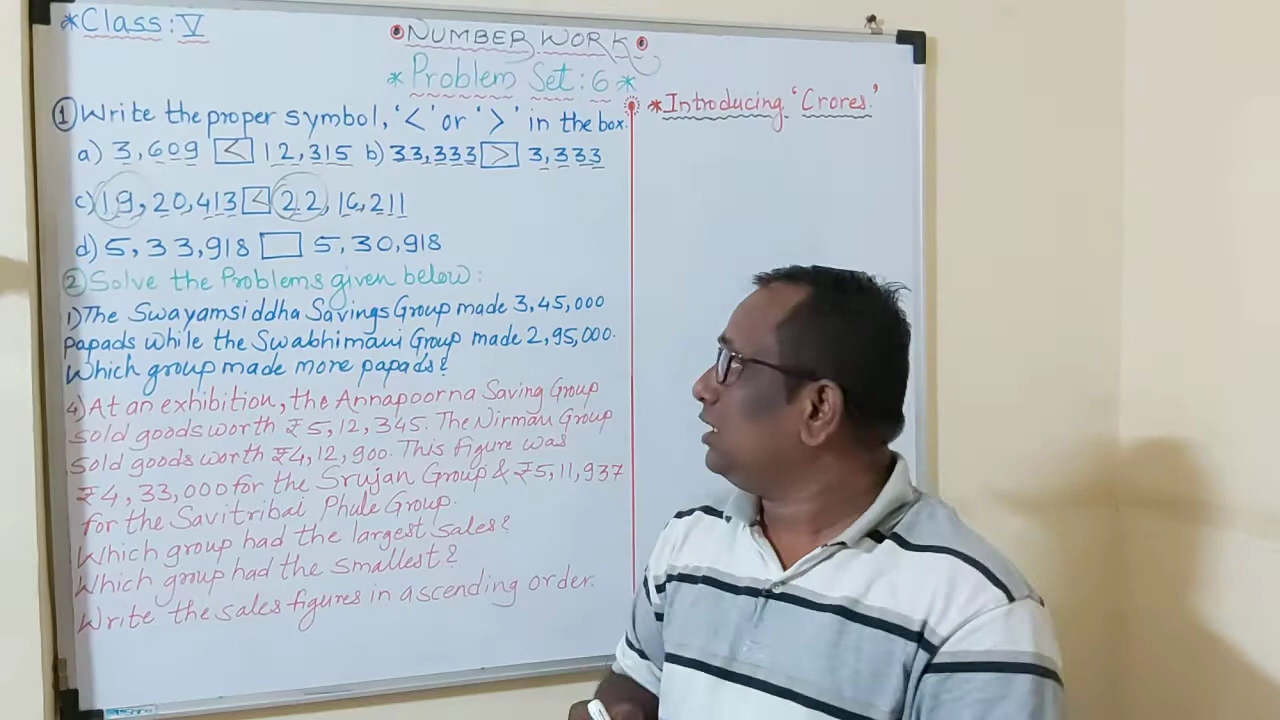 *Class: V
NUMBER WORK
* Problem Set: 6 *
① Write the proper symbol, '<' or '>' in the box.
a) 3,609 < 12,315 b) 33,333 > 3,333
c) 19,20,413 < 22,16,211
d) 5,33,918 5,30,918
② Solve the Problems given below:
1) The Swayamsiddha Savings Group made 3,45,000
papads while the Swabhimani Group made 2,95,000.
Which group made more papads?
4) At an exhibition, the Annapoorna Saving Group
sold goods worth ₹5,12,345. The Nirman Group
sold goods worth ₹4,12,900. This figure was
₹4,33,000 for the Srujan Group & ₹5,11,937
for the Savitribai Phule Group.
Which group had the largest sales?
Which group had the smallest?
Write the sales figures in ascending order.
* Introducing 'Crores.'